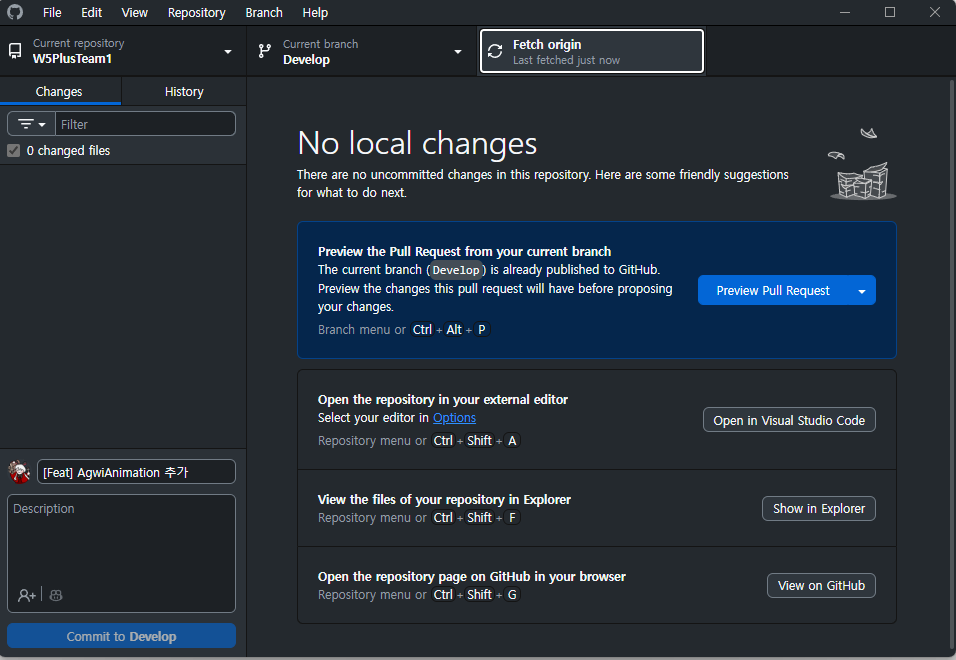 File Edit View Repository Branch Help
Current repository
W5PlusTeam1
Current branch
Develop
Fetch origin
Last fetched just now
Changes History
Filter
0 changed files
No local changes
There are no uncommitted changes in this repository. Here are some friendly suggestions
for what to do next.
Preview the Pull Request from your current branch
The current branch (Develop) is already published to GitHub.
Preview the changes this pull request will have before proposing
your changes.
Branch menu or Ctrl + Alt + P
Preview Pull Request
Open the repository in your external editor
Select your editor in Options
Repository menu or Ctrl + Shift + A
Open in Visual Studio Code
View the files of your repository in Explorer
Repository menu or Ctrl + Shift + F
Show in Explorer
Open the repository page on GitHub in your browser
Repository menu or Ctrl + Shift + G
View on GitHub
[Feat] AgwiAnimation 추가
Description
Commit to Develop